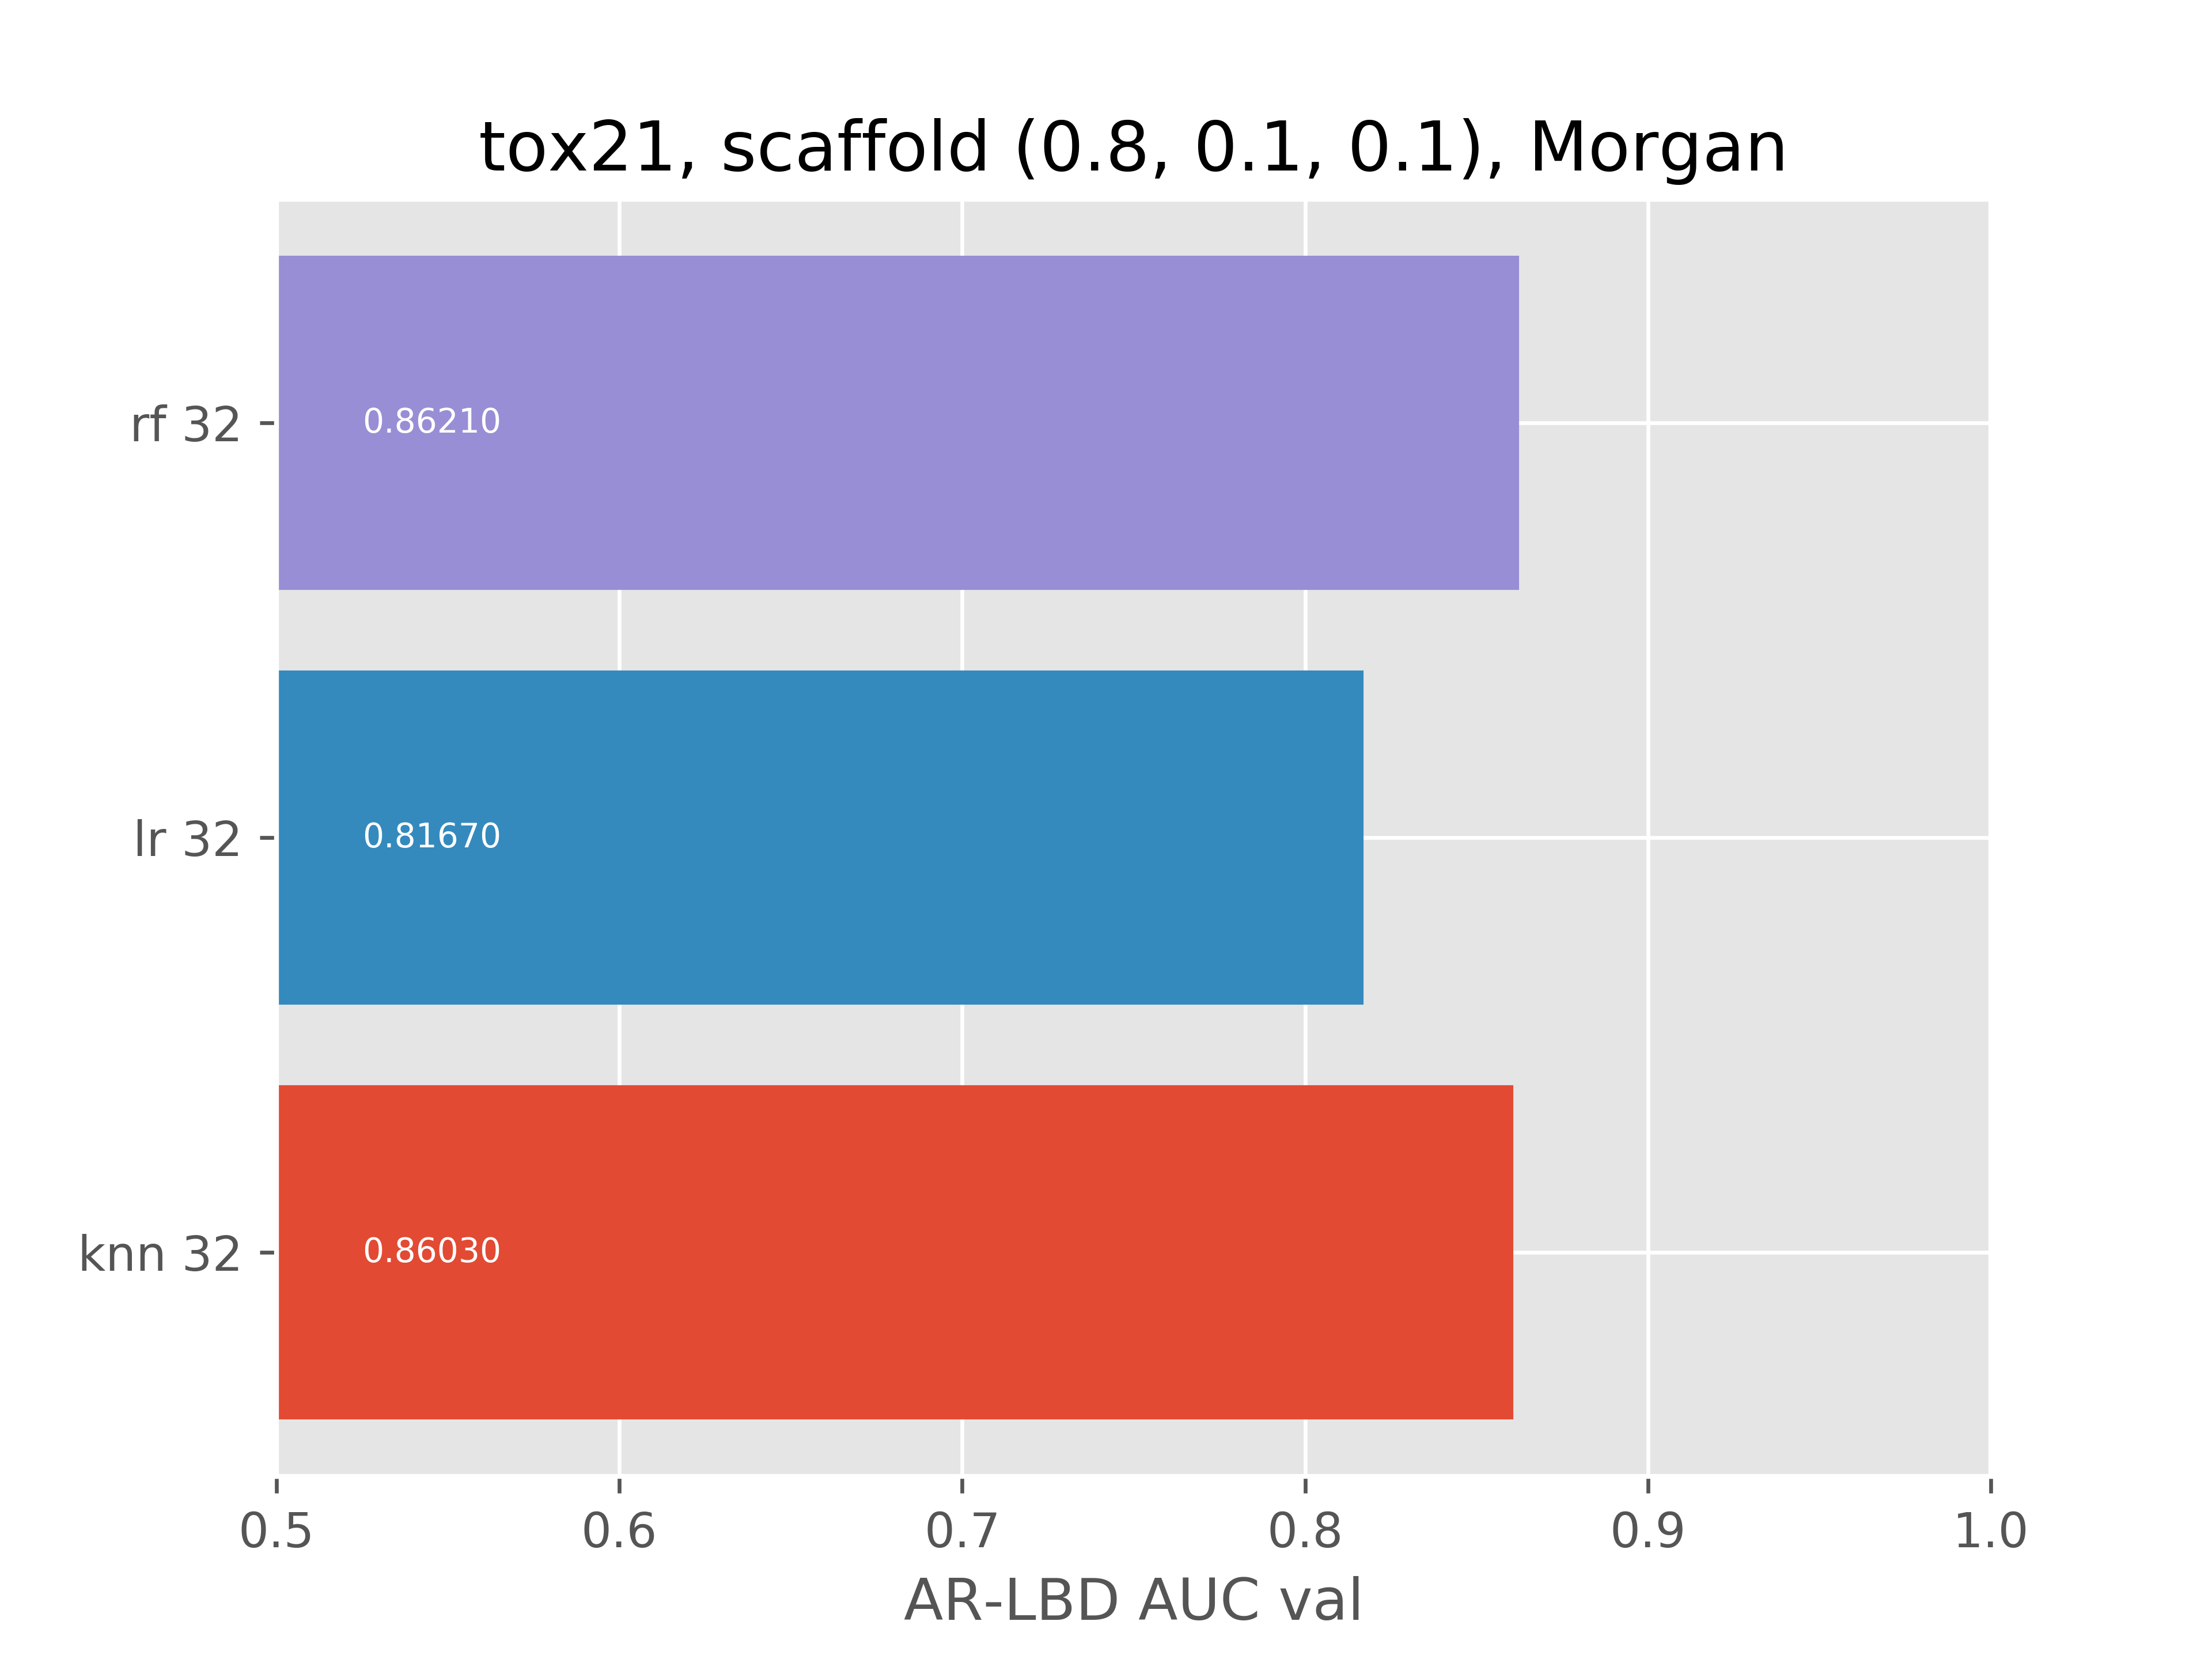 tox21, scaffold (0.8, 0.1, 0.1), Morgan
rf 32
0.86210
lr 32
0.81670
knn 32
0.86030
0.5 0.6 0.7 0.8 0.9 1.0
AR-LBD AUC val